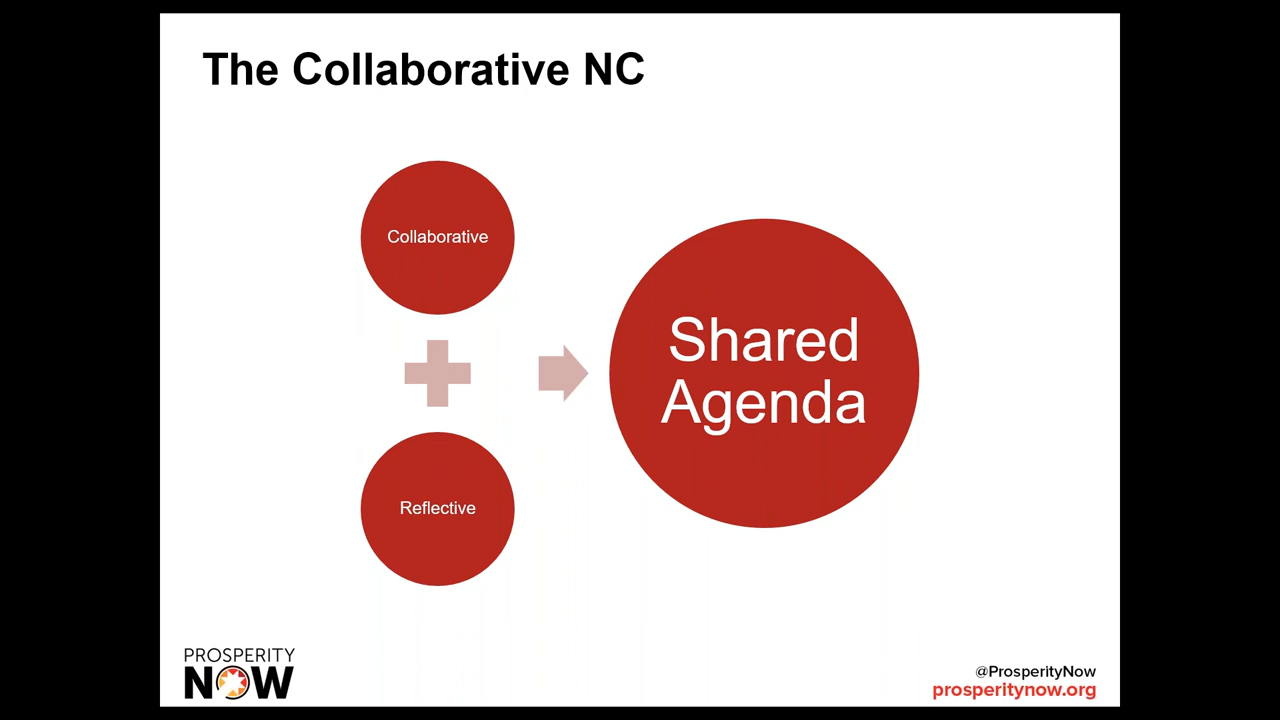 The Collaborative NC
Collaborative
Reflective
Shared
Agenda
PROSPERITY
NOW
@ProsperityNow
prosperitynow.org